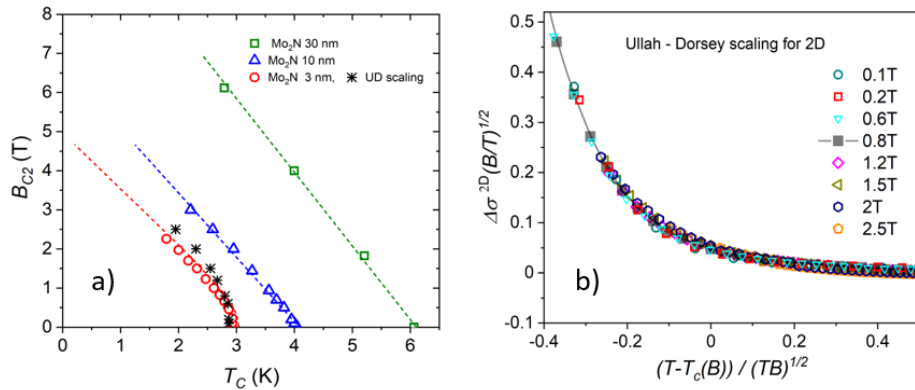 a)
8
7
6
5
4
3
2
1
0
B_C2 (T)
Mo₂N 30 nm
Mo₂N 10 nm
Mo₂N 3 nm, UD scaling
0 1 2 3 4 5 6 7
T_C (K)
b)
Ullah - Dorsey scaling for 2D
0.5
0.4
0.3
0.2
0.1
0
-0.1
Δσ ²ᴰ(B/T)^1/2
0.1T
0.2T
0.6T
0.8T
1.2T
1.5T
2T
2.5T
-0.4 -0.2 0 0.2 0.4
(T-T_c(B)) / (TB)^1/2